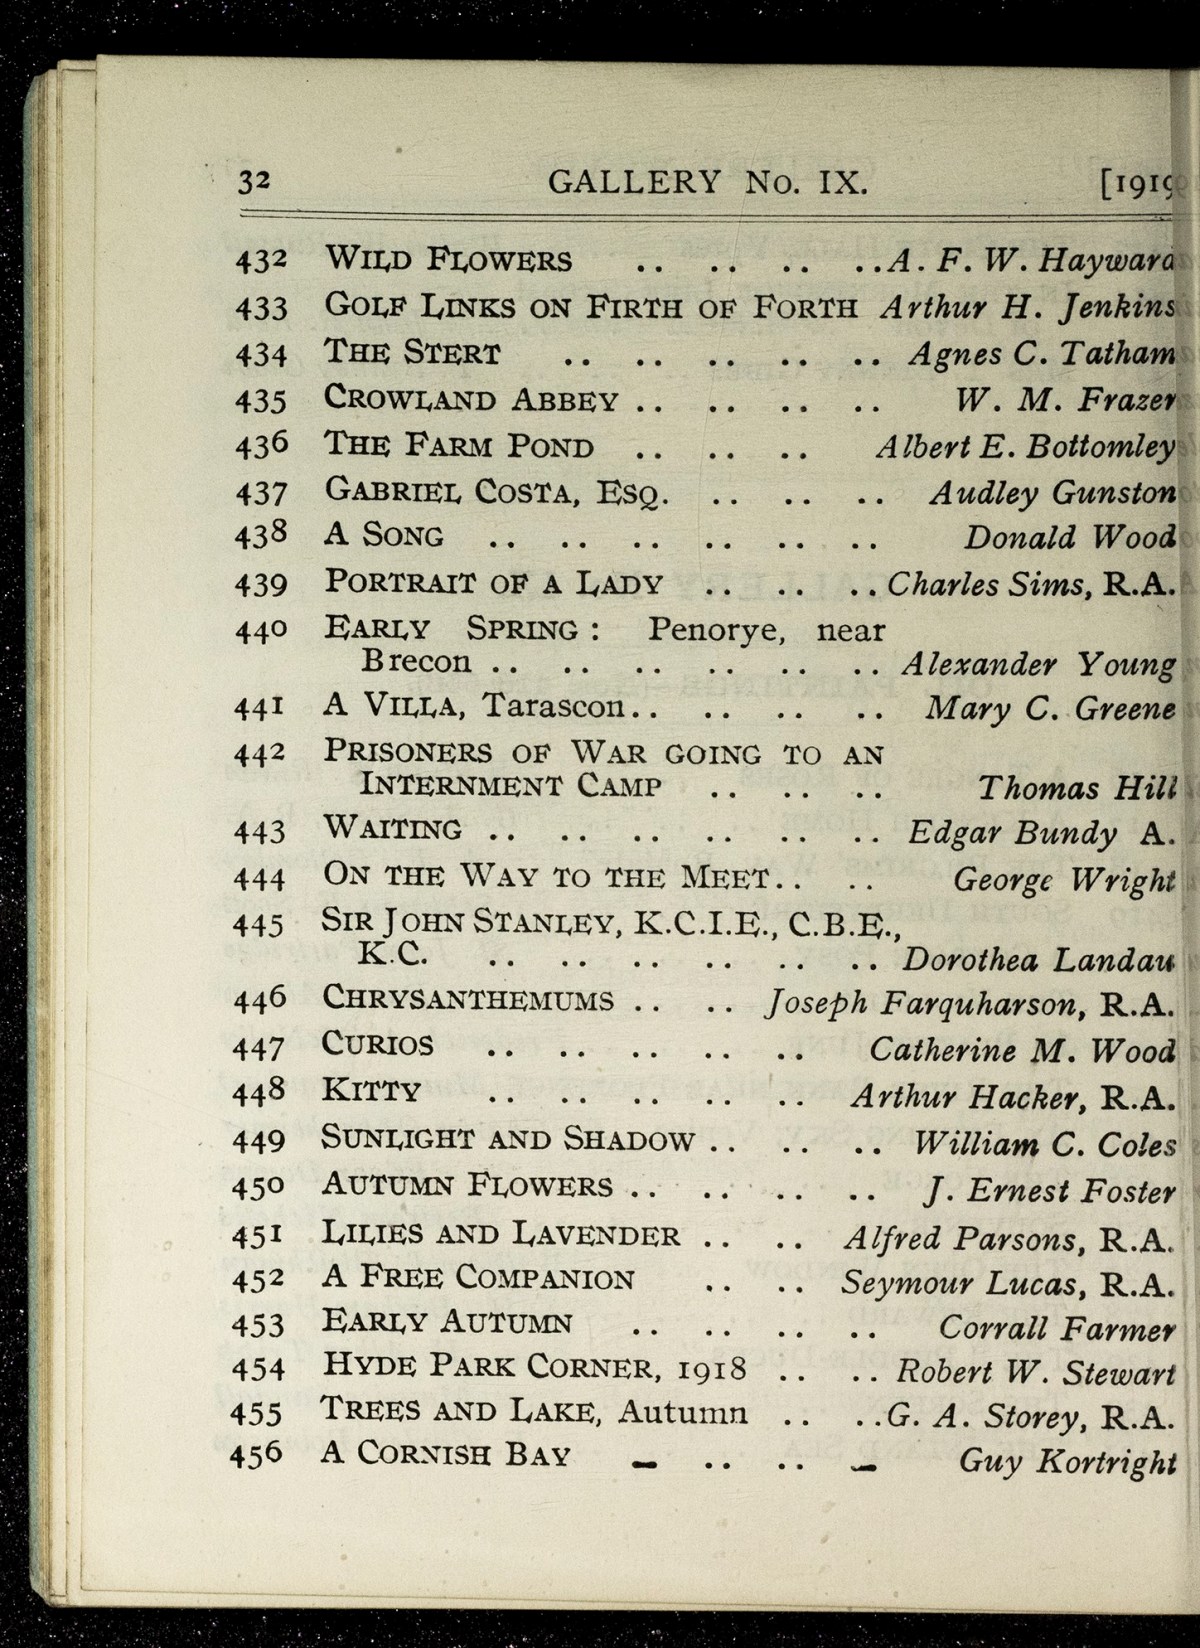 32 GALLERY No. IX. [1919
432 WILD FLOWERS .. .. .. .. A. F. W. Hayward
433 GOLF LINKS ON FIRTH OF FORTH Arthur H. Jenkins
434 THE STERT .. .. .. .. .. Agnes C. Tatham
435 CROWLAND ABBEY .. .. .. .. W. M. Frazer
436 THE FARM POND .. .. .. Albert E. Bottomley
437 GABRIEL COSTA, ESQ. .. .. .. Audley Gunston
438 A SONG .. .. .. .. .. .. Donald Wood
439 PORTRAIT OF A LADY .. .. .. Charles Sims, R.A.
440 EARLY SPRING : Penorye, near
Brecon .. .. .. .. .. .. Alexander Young
441 A VILLA, Tarascon .. .. .. .. Mary C. Greene
442 PRISONERS OF WAR GOING TO AN
INTERNMENT CAMP .. .. .. Thomas Hill
443 WAITING .. .. .. .. .. .. Edgar Bundy A.
444 ON THE WAY TO THE MEET .. .. George Wright
445 SIR JOHN STANLEY, K.C.I.E., C.B.E.,
K.C. .. .. .. .. .. .. Dorothea Landau
446 CHRYSANTHEMUMS .. .. Joseph Farquharson, R.A.
447 CURIOS .. .. .. .. .. Catherine M. Wood
448 KITTY .. .. .. .. .. Arthur Hacker, R.A.
449 SUNLIGHT AND SHADOW .. .. .. William C. Coles
450 AUTUMN FLOWERS .. .. .. .. J. Ernest Foster
451 LILIES AND LAVENDER .. .. Alfred Parsons, R.A.
452 A FREE COMPANION .. .. Seymour Lucas, R.A.
453 EARLY AUTUMN .. .. .. .. Corrall Farmer
454 HYDE PARK CORNER, 1918 .. .. Robert W. Stewart
455 TREES AND LAKE, Autumn .. .. G. A. Storey, R.A.
456 A CORNISH BAY - .. .. - Guy Kortright